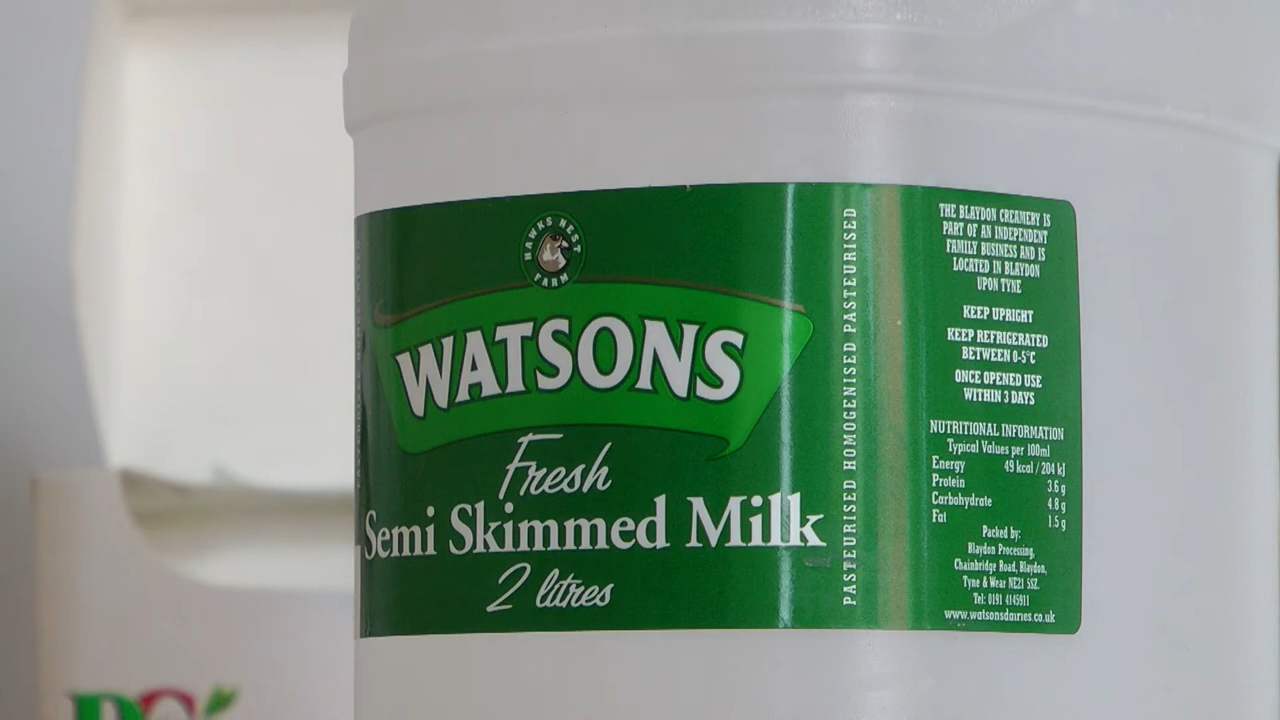 HAWKS NEST
FARM
WATSONS
Fresh
Semi Skimmed Milk
2 litres
PASTEURISED HOMOGENISED PASTEURISED
THE BLAYDON CREAMERY IS
PART OF AN INDEPENDENT
FAMILY BUSINESS AND IS
LOCATED IN BLAYDON
UPON TYNE
KEEP UPRIGHT
KEEP REFRIGERATED
BETWEEN 0-5°C
ONCE OPENED USE
WITHIN 3 DAYS
NUTRITIONAL INFORMATION
Typical Values per 100ml
Energy 49 kcal / 204 kJ
Protein 3.6 g
Carbohydrate 4.8 g
Fat 1.5 g
Packed by:
Blaydon Processing,
Chainbridge Road, Blaydon,
Tyne & Wear NE21 5SZ.
Tel: 0191 4145911
www.watsonsdairies.co.uk
PG